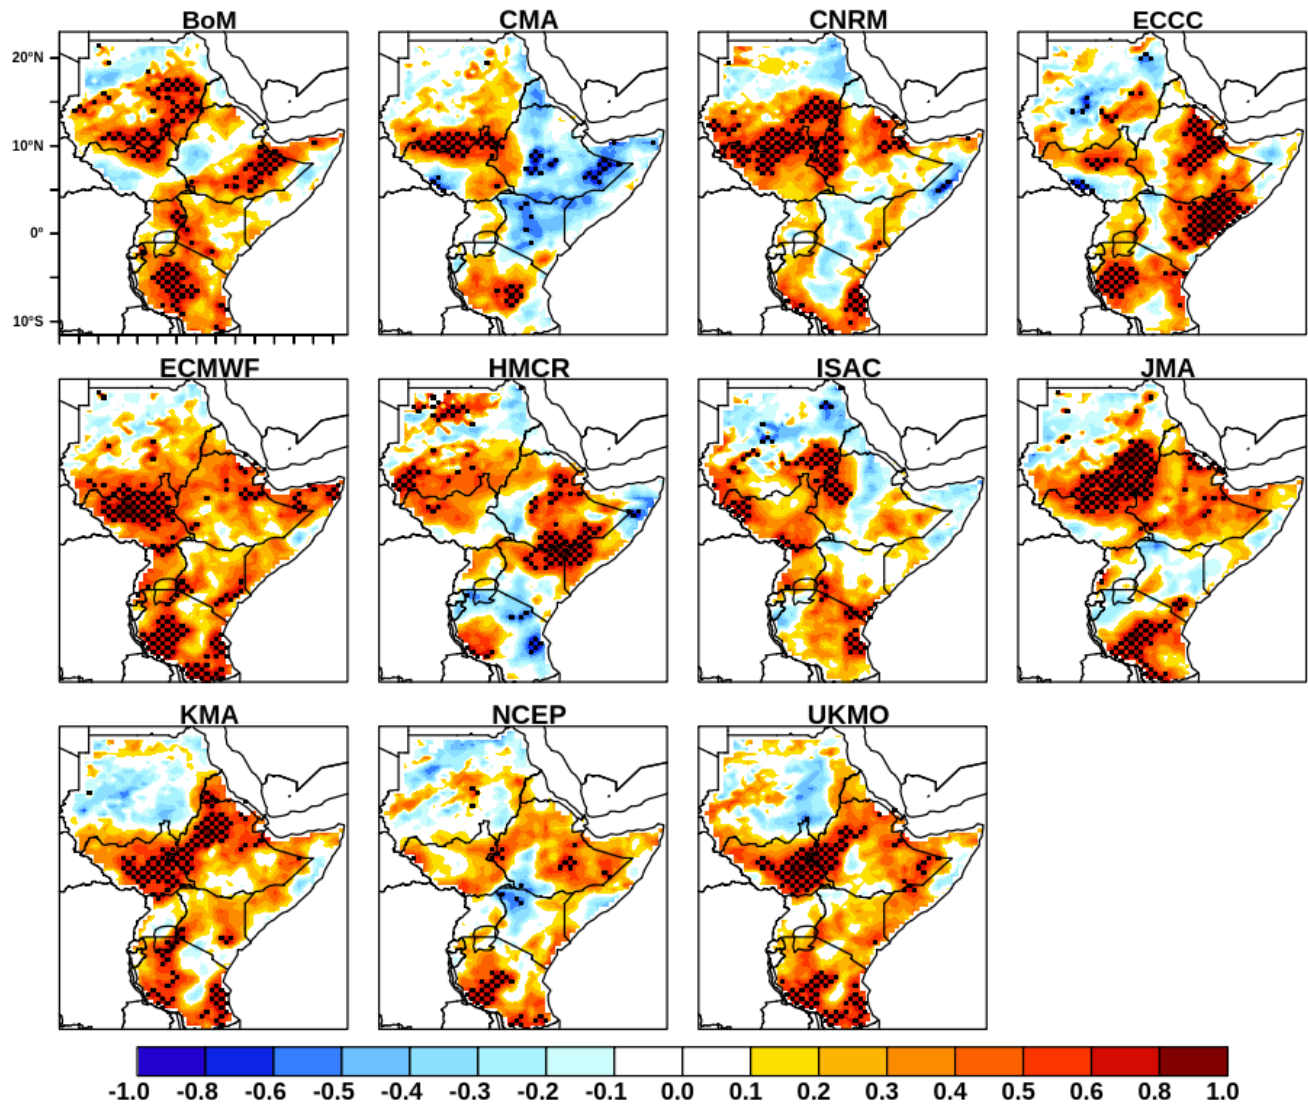 BoM CMA CNRM ECCC
20°N
10°N
0°
10°S
ECMWF HMCR ISAC JMA
KMA NCEP UKMO
-1.0 -0.8 -0.6 -0.5 -0.4 -0.3 -0.2 -0.1 0.0 0.1 0.2 0.3 0.4 0.5 0.6 0.8 1.0